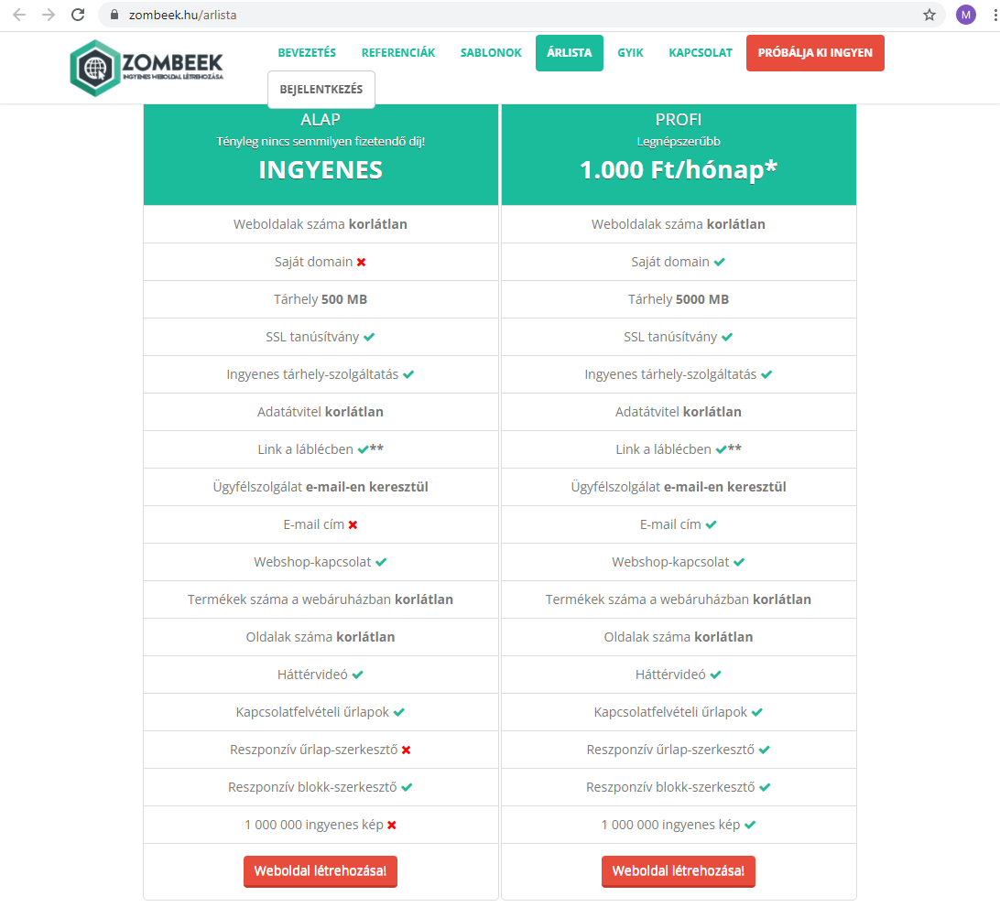 zombeek.hu/arlista
M
ZOMBEEK
INGYENES WEBOLDAL LÉTREHOZÁSA
BEVEZETÉS
REFERENCIÁK
SABLONOK
ÁRLISTA
GYIK
KAPCSOLAT
PRÓBÁLJA KI INGYEN
BEJELENTKEZÉS
ALAP
Tényleg nincs semmilyen fizetendő díj!
INGYENES
Weboldalak száma korlátlan
Saját domain
Tárhely 500 MB
SSL tanúsítvány
Ingyenes tárhely-szolgáltatás
Adatátvitel korlátlan
Link a láblécben **
Ügyfélszolgálat e-mail-en keresztül
E-mail cím
Webshop-kapcsolat
Termékek száma a webáruházban korlátlan
Oldalak száma korlátlan
Háttérvideó
Kapcsolatfelvételi űrlapok
Reszponzív űrlap-szerkesztő
Reszponzív blokk-szerkesztő
1 000 000 ingyenes kép
Weboldal létrehozása!
PROFI
Legnépszerűbb
1.000 Ft/hónap*
Weboldalak száma korlátlan
Saját domain
Tárhely 5000 MB
SSL tanúsítvány
Ingyenes tárhely-szolgáltatás
Adatátvitel korlátlan
Link a láblécben **
Ügyfélszolgálat e-mail-en keresztül
E-mail cím
Webshop-kapcsolat
Termékek száma a webáruházban korlátlan
Oldalak száma korlátlan
Háttérvideó
Kapcsolatfelvételi űrlapok
Reszponzív űrlap-szerkesztő
Reszponzív blokk-szerkesztő
1 000 000 ingyenes kép
Weboldal létrehozása!